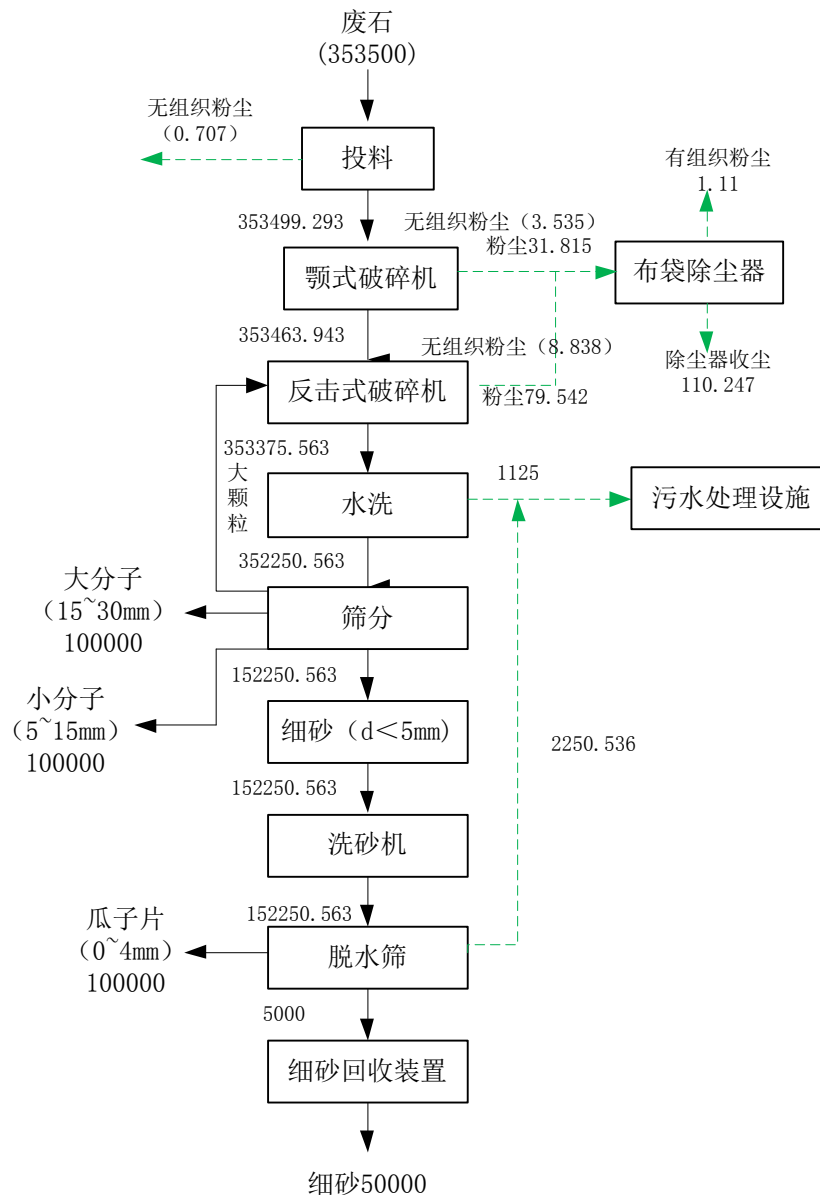 废石
(353500)
无组织粉尘
（0.707）
投料
有组织粉尘
1.11
353499.293
无组织粉尘（3.535）
粉尘31.815
颚式破碎机
布袋除尘器
353463.943
无组织粉尘（8.838）
除尘器收尘
110.247
反击式破碎机
粉尘79.542
353375.563
大
颗
粒
水洗
1125
污水处理设施
352250.563
大分子
（15~30mm）
100000
筛分
152250.563
小分子
（5~15mm）
100000
细砂（d＜5mm)
2250.536
152250.563
洗砂机
152250.563
瓜子片
（0~4mm）
100000
脱水筛
5000
细砂回收装置
细砂50000